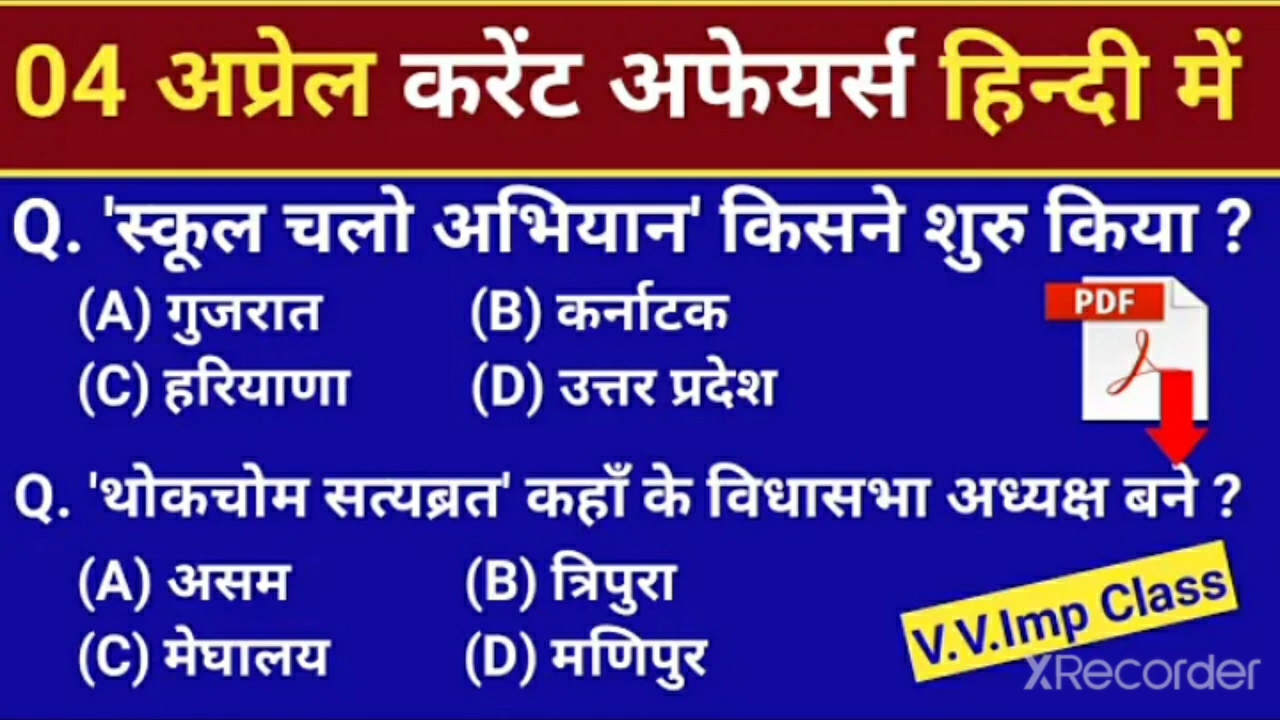 04 अप्रेल करेंट अफेयर्स हिन्दी में
Q. 'स्कूल चलो अभियान' किसने शुरु किया ?
(A) गुजरात (B) कर्नाटक
(C) हरियाणा (D) उत्तर प्रदेश
PDF
Q. 'थोकचोम सत्यब्रत' कहाँ के विधासभा अध्यक्ष बने ?
(A) असम (B) त्रिपुरा
(C) मेघालय (D) मणिपुर
V.V.Imp Class
XRecorder